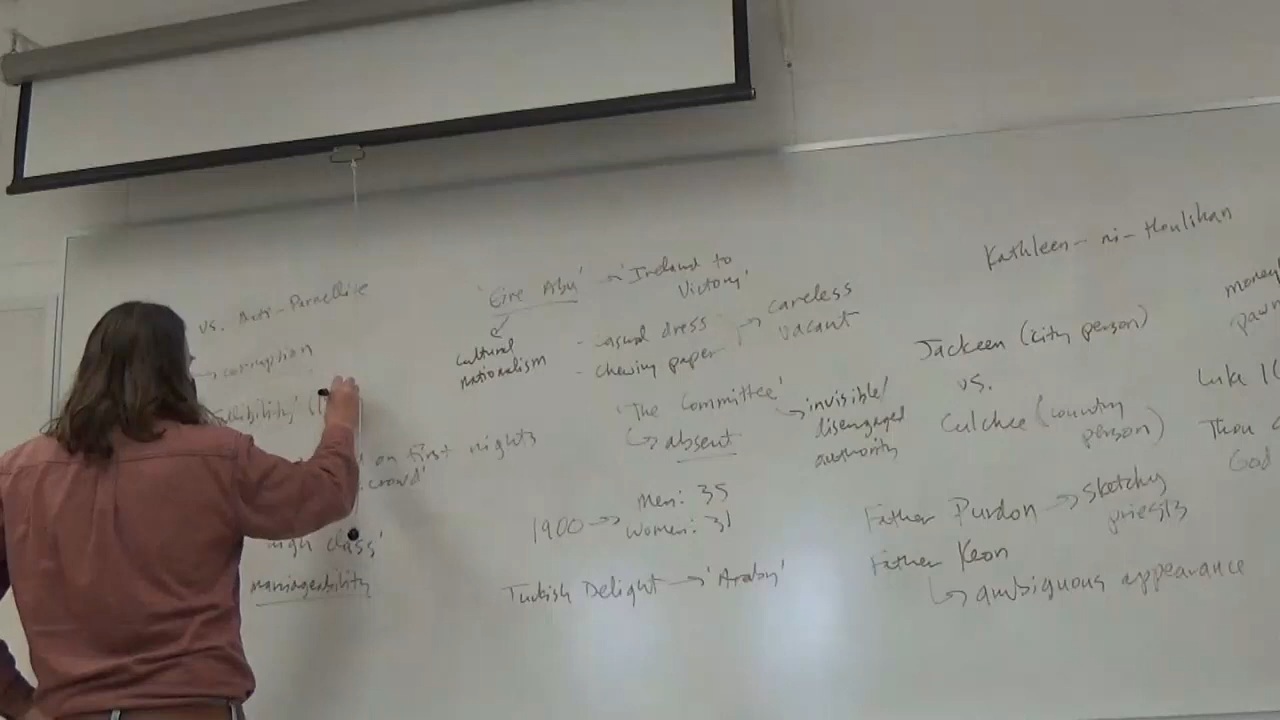 vs. Anti-Parnellite
→ corruption
on first nights
crowd'
high class'
marriageability
'Eire Abu' → 'Ireland to
Victory'
cultural
nationalism
- casual dress
- chewing paper
→ careless
vacant
'The Committee'
↳ absent
→ invisible/
disengaged
authority
1900 → Men: 35
Women: 31
Turkish Delight → 'Araby'
Kathleen-ni-Houlihan
Jackeen (city person)
vs.
Culchee (country
person)
Father Purdon → sketchy
priests
Father Keon
↳ ambiguous appearance
money
pawn
Luke 1
Thou
God